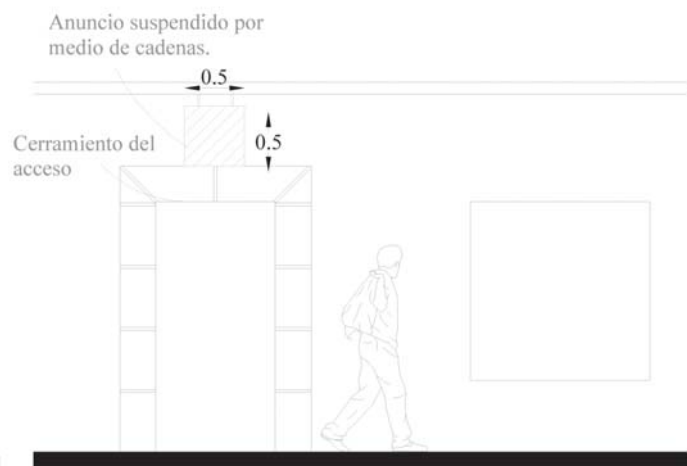 Anuncio suspendido por
medio de cadenas.
0.5
0.5
Cerramiento del
acceso